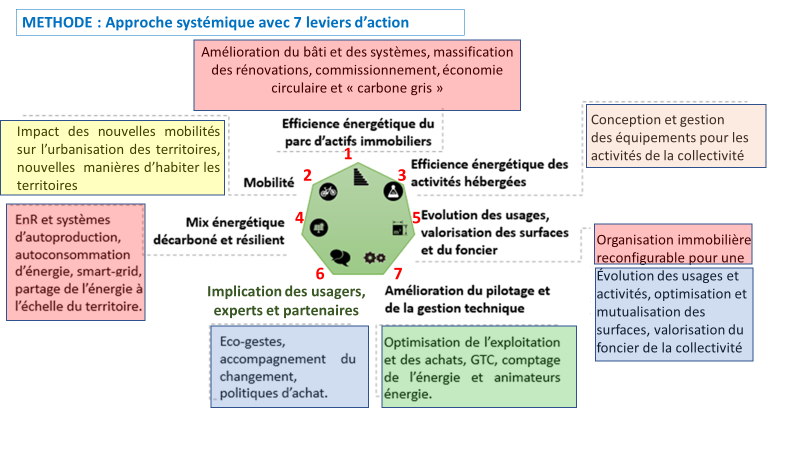 METHODE : Approche systémique avec 7 leviers d’action
Amélioration du bâti et des systèmes, massification
des rénovations, commissionnement, économie
circulaire et « carbone gris »
Efficience énergétique du
parc d’actifs immobiliers
1
Impact des nouvelles mobilités
sur l’urbanisation des territoires,
nouvelles manières d’habiter les
territoires
Mobilité
2
Conception et gestion
des équipements pour les
activités de la collectivité
3
Efficience énergétique des
activités hébergées
EnR et systèmes
d’autoproduction,
autoconsommation
d’énergie, smart-grid,
partage de l’énergie à
l’échelle du territoire.
Mix énergétique
décarboné et résilient
4
5
Evolution des usages,
valorisation des surfaces
et du foncier
Organisation immobilière
reconfigurable pour une
Évolution des usages et
activités, optimisation et
mutualisation des
surfaces, valorisation du
foncier de la collectivité
6
Implication des usagers,
experts et partenaires
Eco-gestes,
accompagnement du
changement,
politiques d’achat.
7
Amélioration du pilotage et
de la gestion technique
Optimisation de l’exploitation
et des achats, GTC, comptage
de l’énergie et animateurs
énergie.